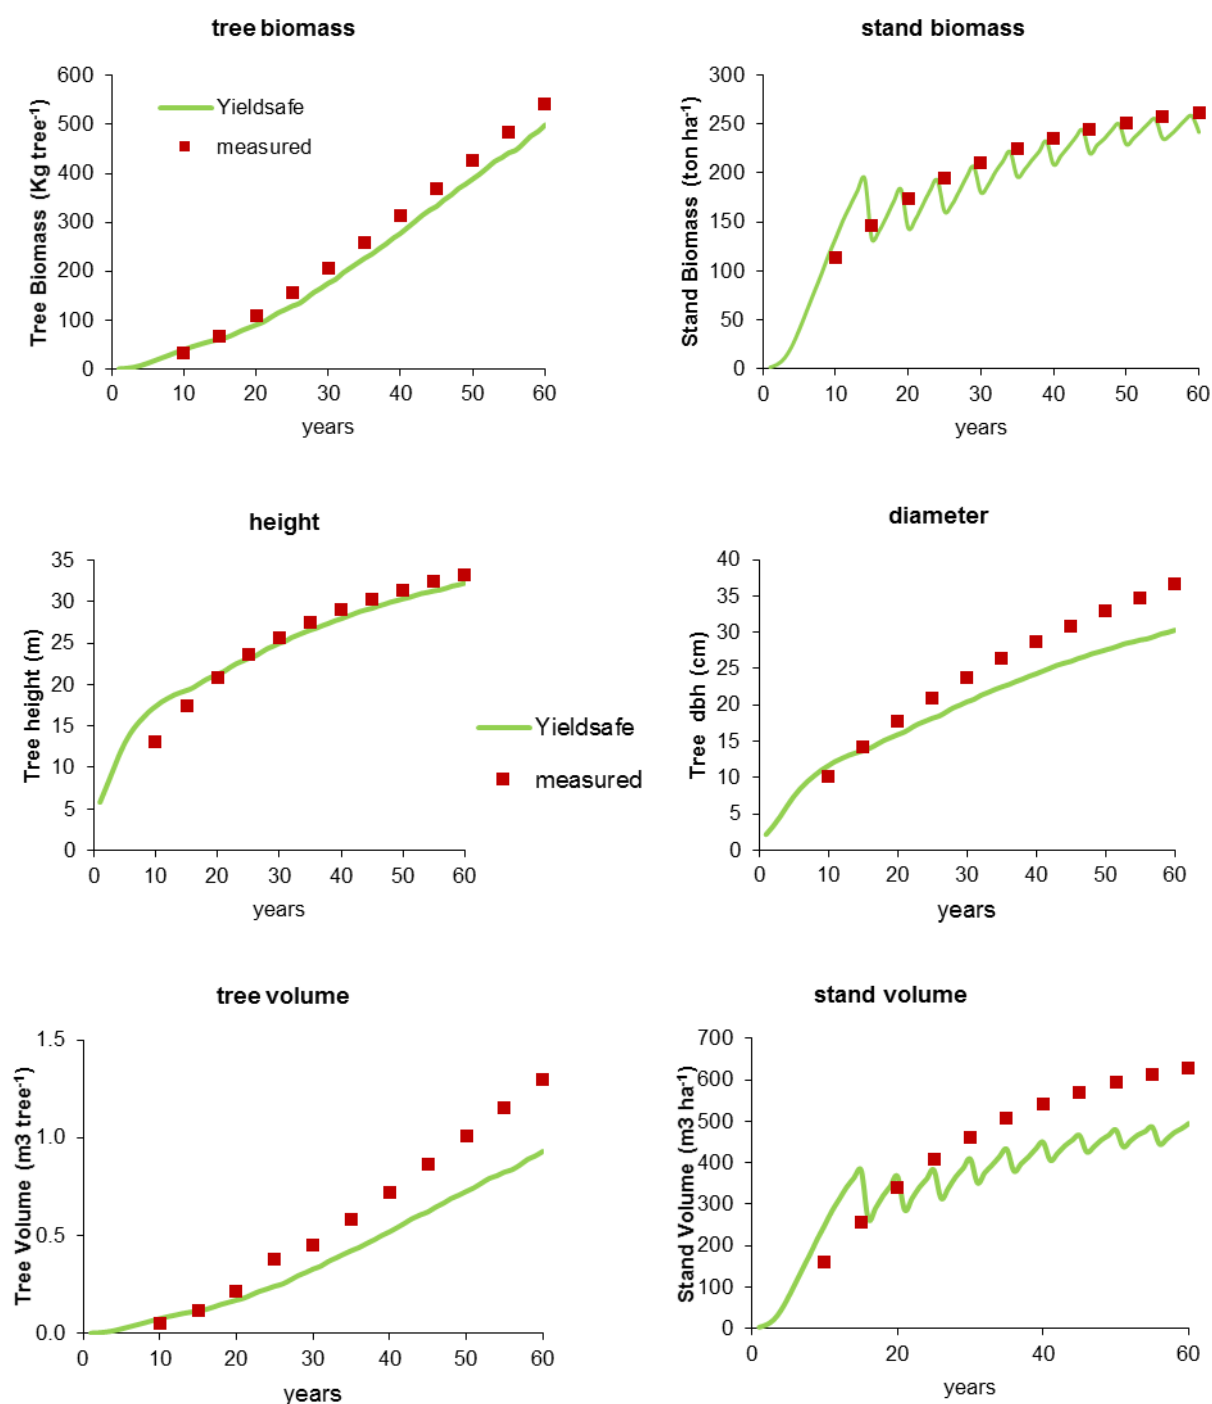 tree biomass
Tree Biomass (Kg tree-1)
600
500
400
300
200
100
0
Yieldsafe
measured
0 10 20 30 40 50 60
years
stand biomass
Stand Biomass (ton ha-1)
300
250
200
150
100
50
0
0 10 20 30 40 50 60
years
height
Tree height (m)
35
30
25
20
15
10
5
0
0 10 20 30 40 50 60
years
Yieldsafe
measured
diameter
Tree dbh (cm)
40
35
30
25
20
15
10
5
0
0 10 20 30 40 50 60
years
tree volume
Tree Volume (m3 tree-1)
1.5
1.0
0.5
0.0
0 10 20 30 40 50 60
years
stand volume
Stand Volume (m3 ha-1)
700
600
500
400
300
200
100
0
0 20 40 60
years